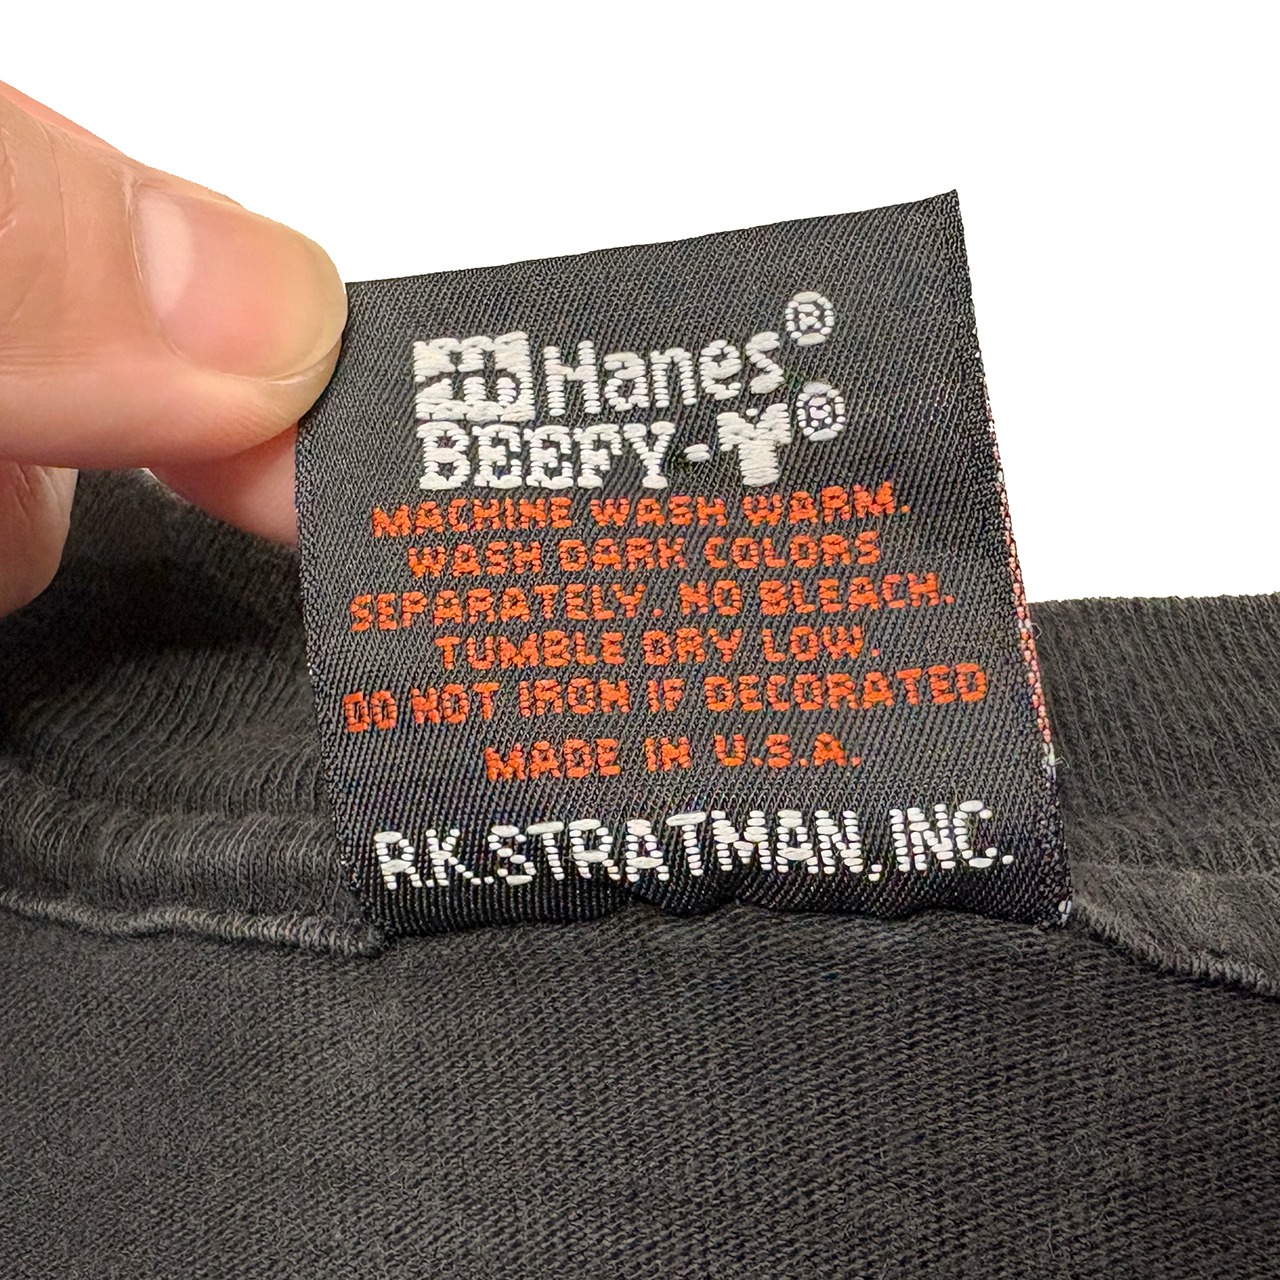 Hanes®
BEEFY-T®
MACHINE WASH WARM.
WASH DARK COLORS
SEPARATELY. NO BLEACH.
TUMBLE DRY LOW.
DO NOT IRON IF DECORATED
MADE IN U.S.A.
R.K.STRATMAN, INC.